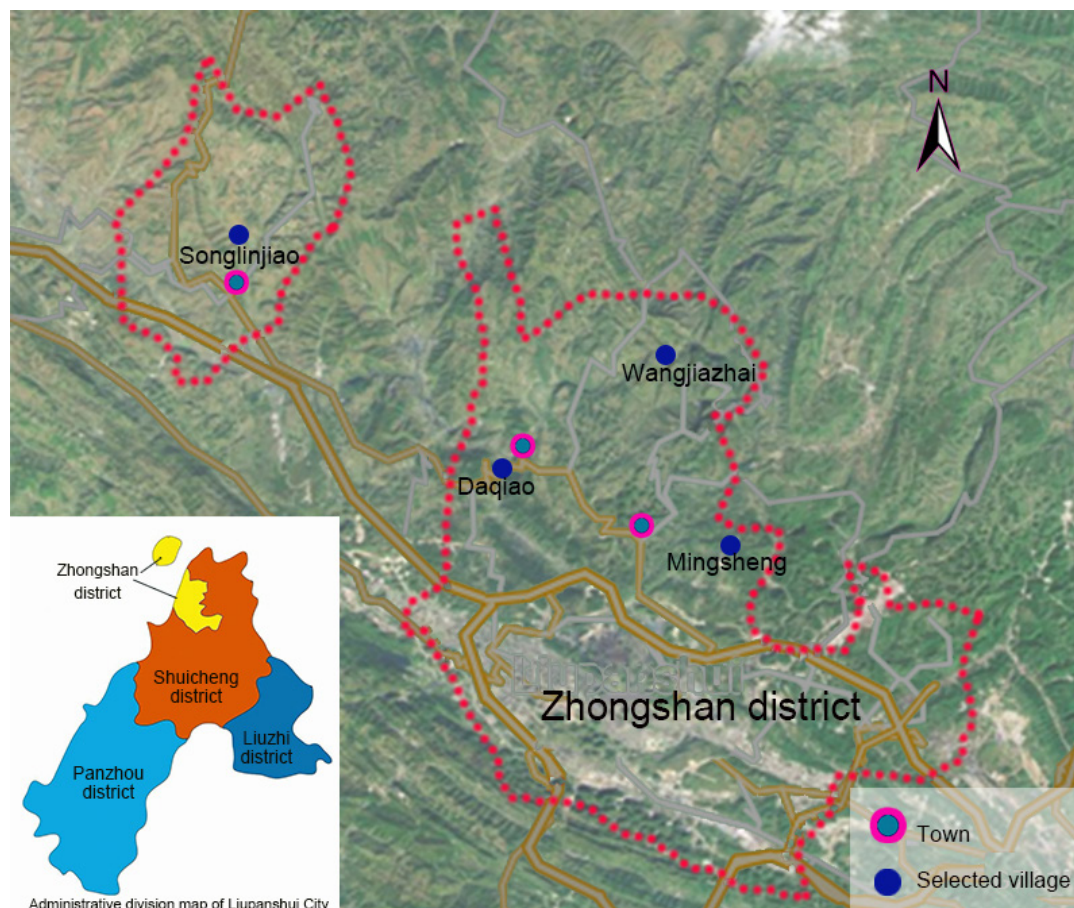 N
Songlinjiao
Wangjiazhai
Daqiao
Mingsheng
Liupanshui
Zhongshan district
Zhongshan
district
Shuicheng
district
Liuzhi
district
Panzhou
district
Administrative division map of Liupanshui City
Town
Selected village